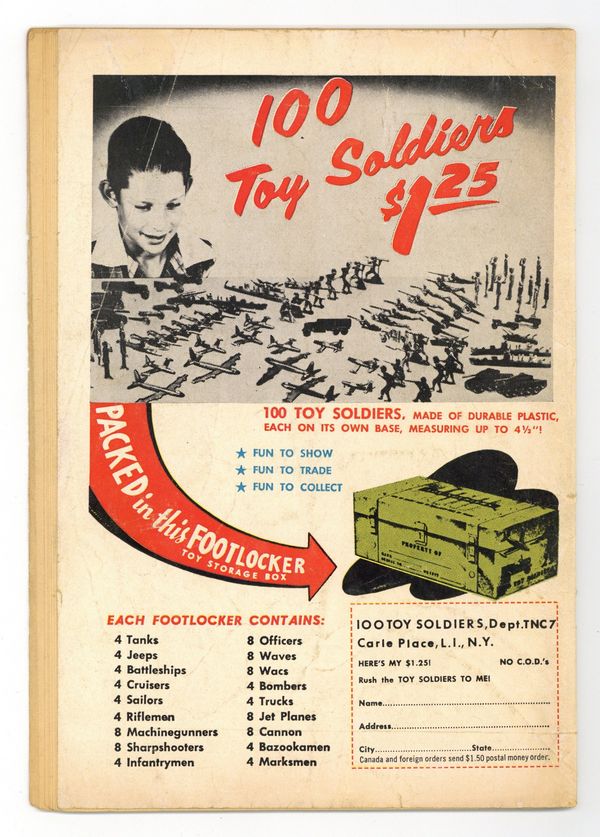 100
Toy Soldiers
$1.25
100 TOY SOLDIERS, MADE OF DURABLE PLASTIC,
EACH ON ITS OWN BASE, MEASURING UP TO 4½"!
★ FUN TO SHOW
★ FUN TO TRADE
★ FUN TO COLLECT
PACKED in this FOOTLOCKER
TOY STORAGE BOX
PROPERTY OF
EACH FOOTLOCKER CONTAINS:
4 Tanks
4 Jeeps
4 Battleships
4 Cruisers
4 Sailors
4 Riflemen
8 Machinegunners
8 Sharpshooters
4 Infantrymen
8 Officers
8 Waves
8 Wacs
4 Bombers
4 Trucks
8 Jet Planes
8 Cannon
4 Bazookamen
4 Marksmen
100 TOY SOLDIERS, Dept. TNC7
Carle Place, L.I., N.Y.
HERE'S MY $1.25! NO C.O.D.'s
Rush the TOY SOLDIERS TO ME!
Name
Address
City State
Canada and foreign orders send $1.50 postal money order.